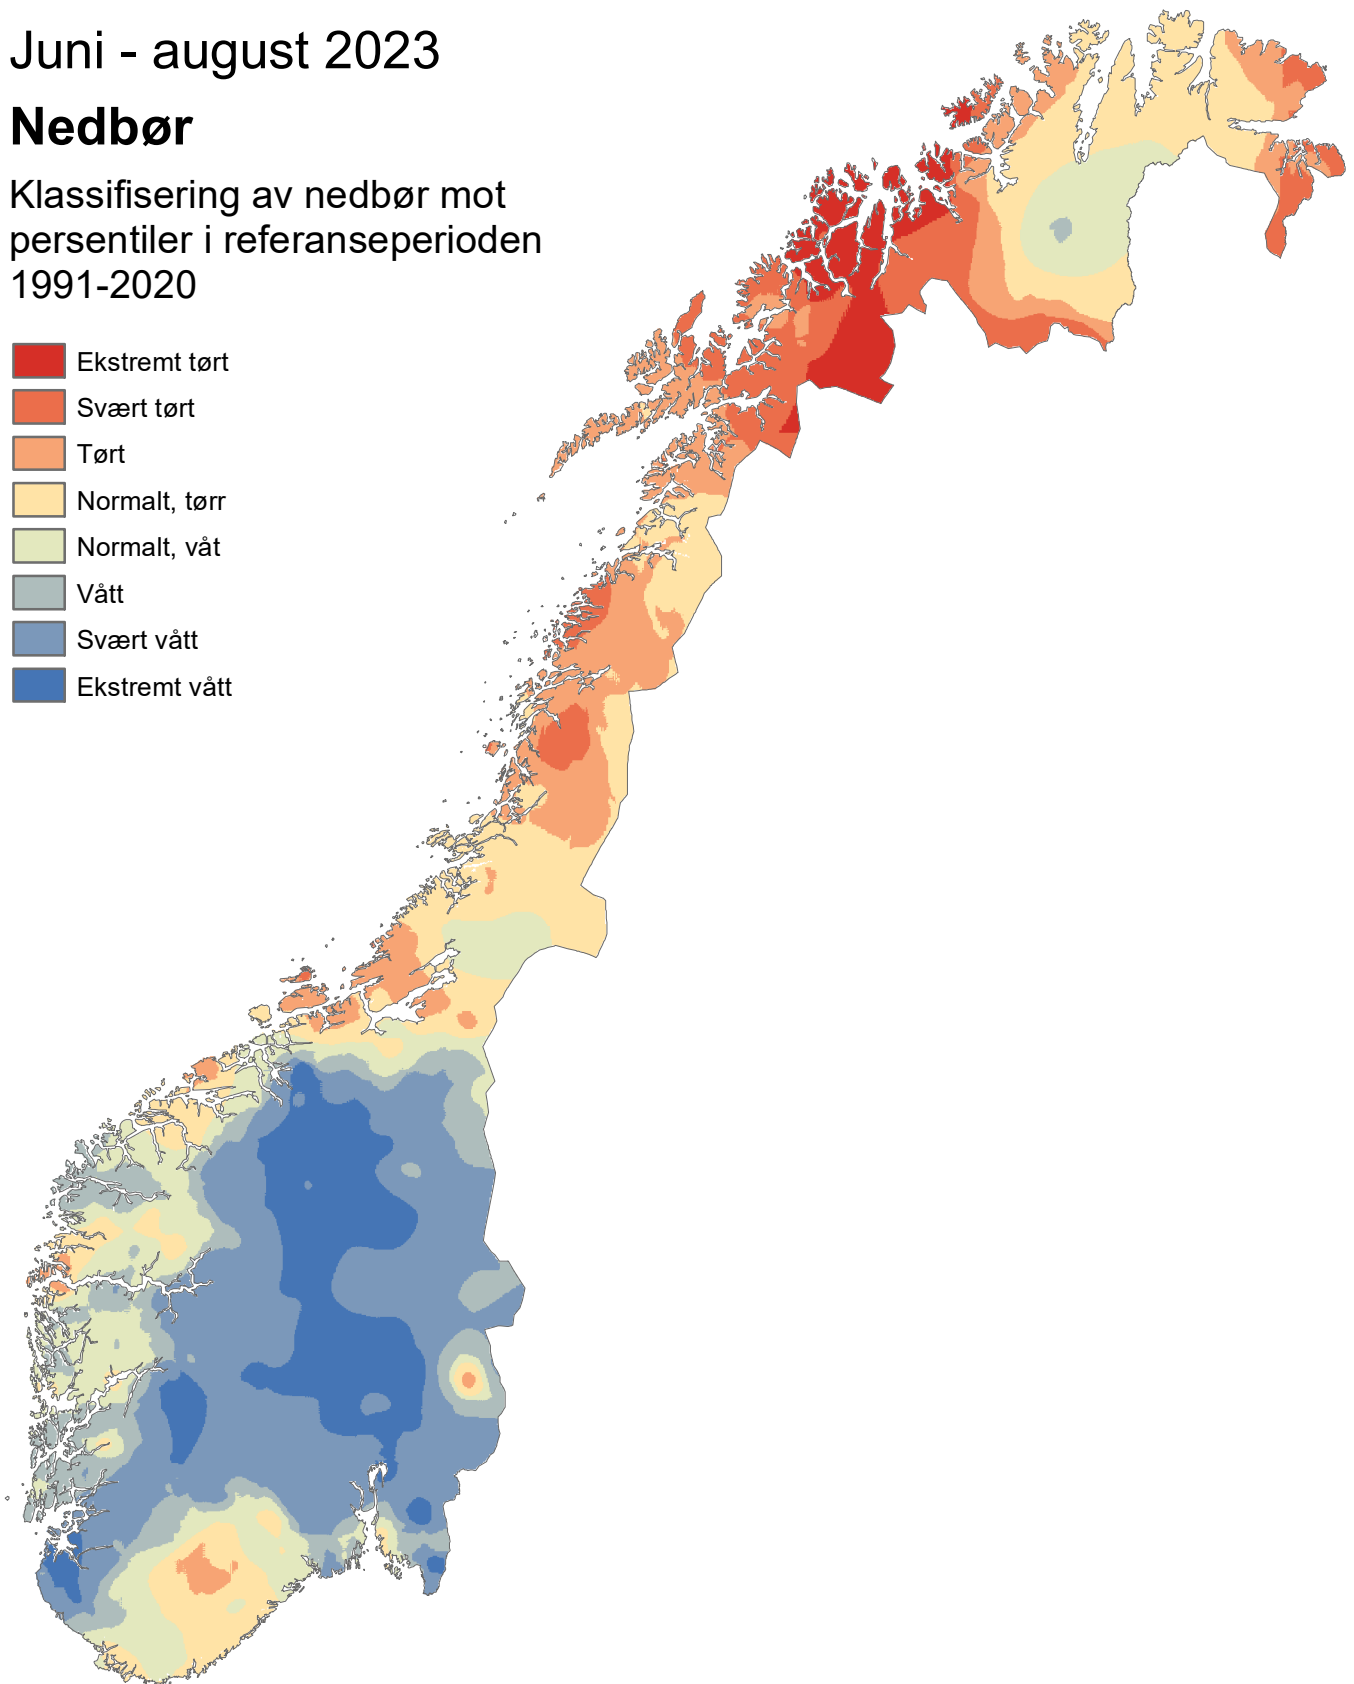 Juni - august 2023
Nedbør
Klassifisering av nedbør mot
persentiler i referanseperioden
1991-2020
Ekstremt tørt
Svært tørt
Tørt
Normalt, tørr
Normalt, våt
Vått
Svært vått
Ekstremt vått